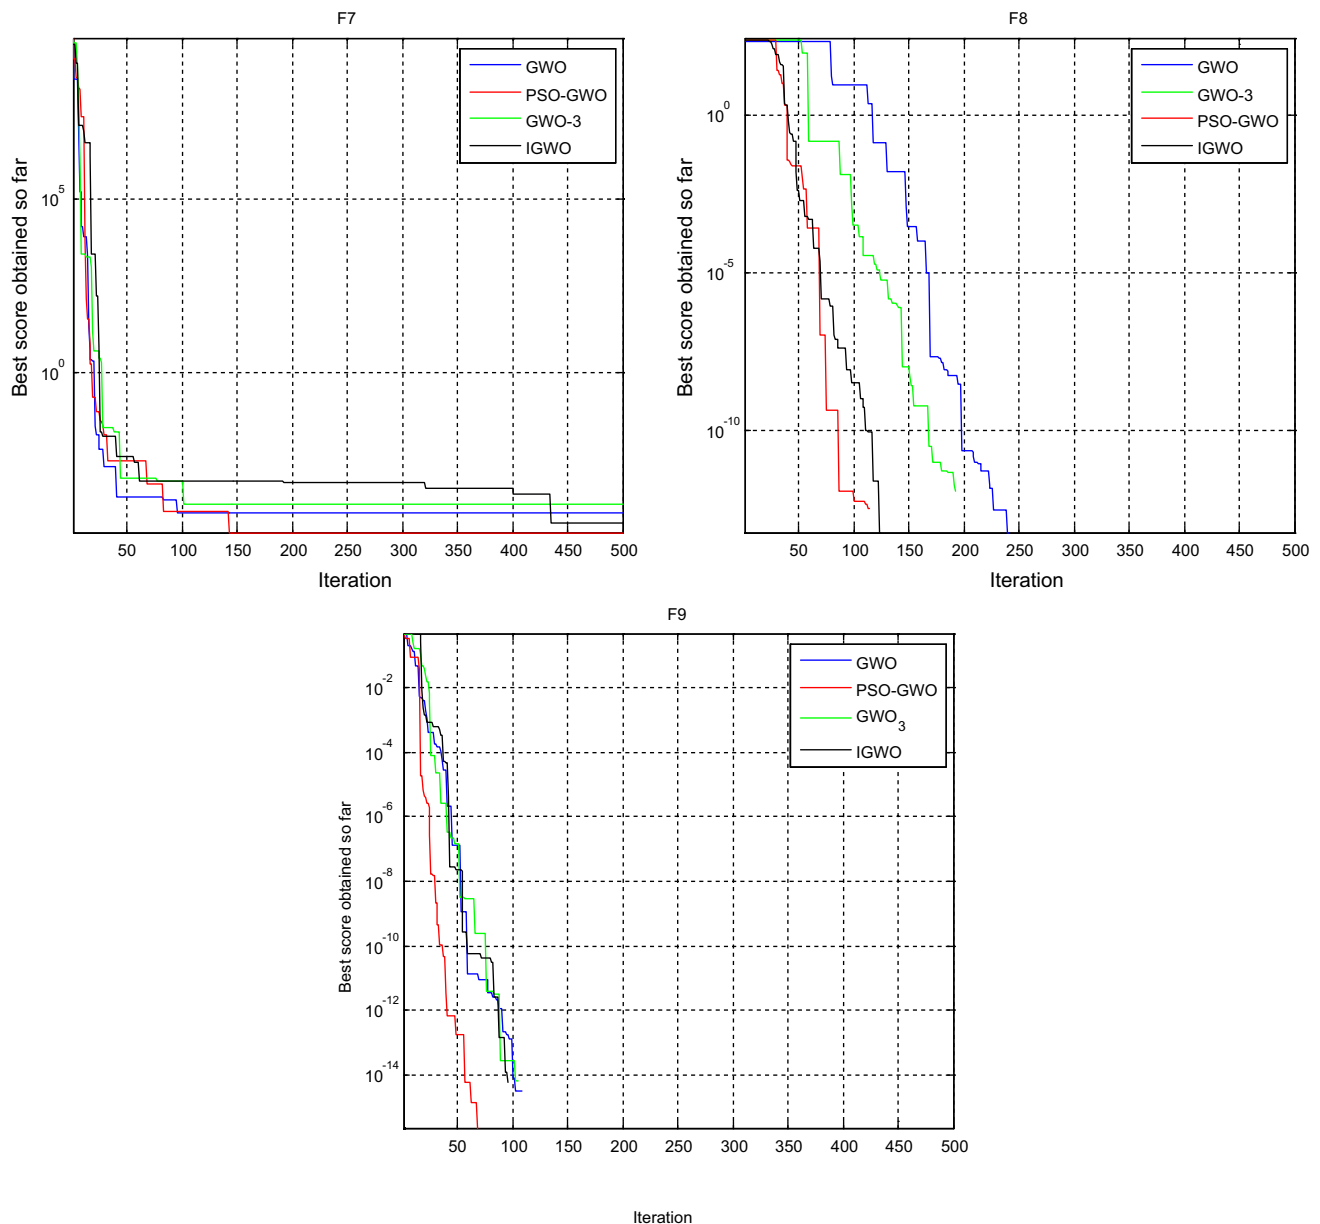 F7
GWO
PSO-GWO
GWO-3
IGWO
Best score obtained so far
10^5
10^0
50 100 150 200 250 300 350 400 450 500
Iteration
F8
GWO
GWO-3
PSO-GWO
IGWO
Best score obtained so far
10^0
10^-5
10^-10
50 100 150 200 250 300 350 400 450 500
Iteration
F9
GWO
PSO-GWO
GWO_3
IGWO
Best score obtained so far
10^-2
10^-4
10^-6
10^-8
10^-10
10^-12
10^-14
50 100 150 200 250 300 350 400 450 500
Iteration